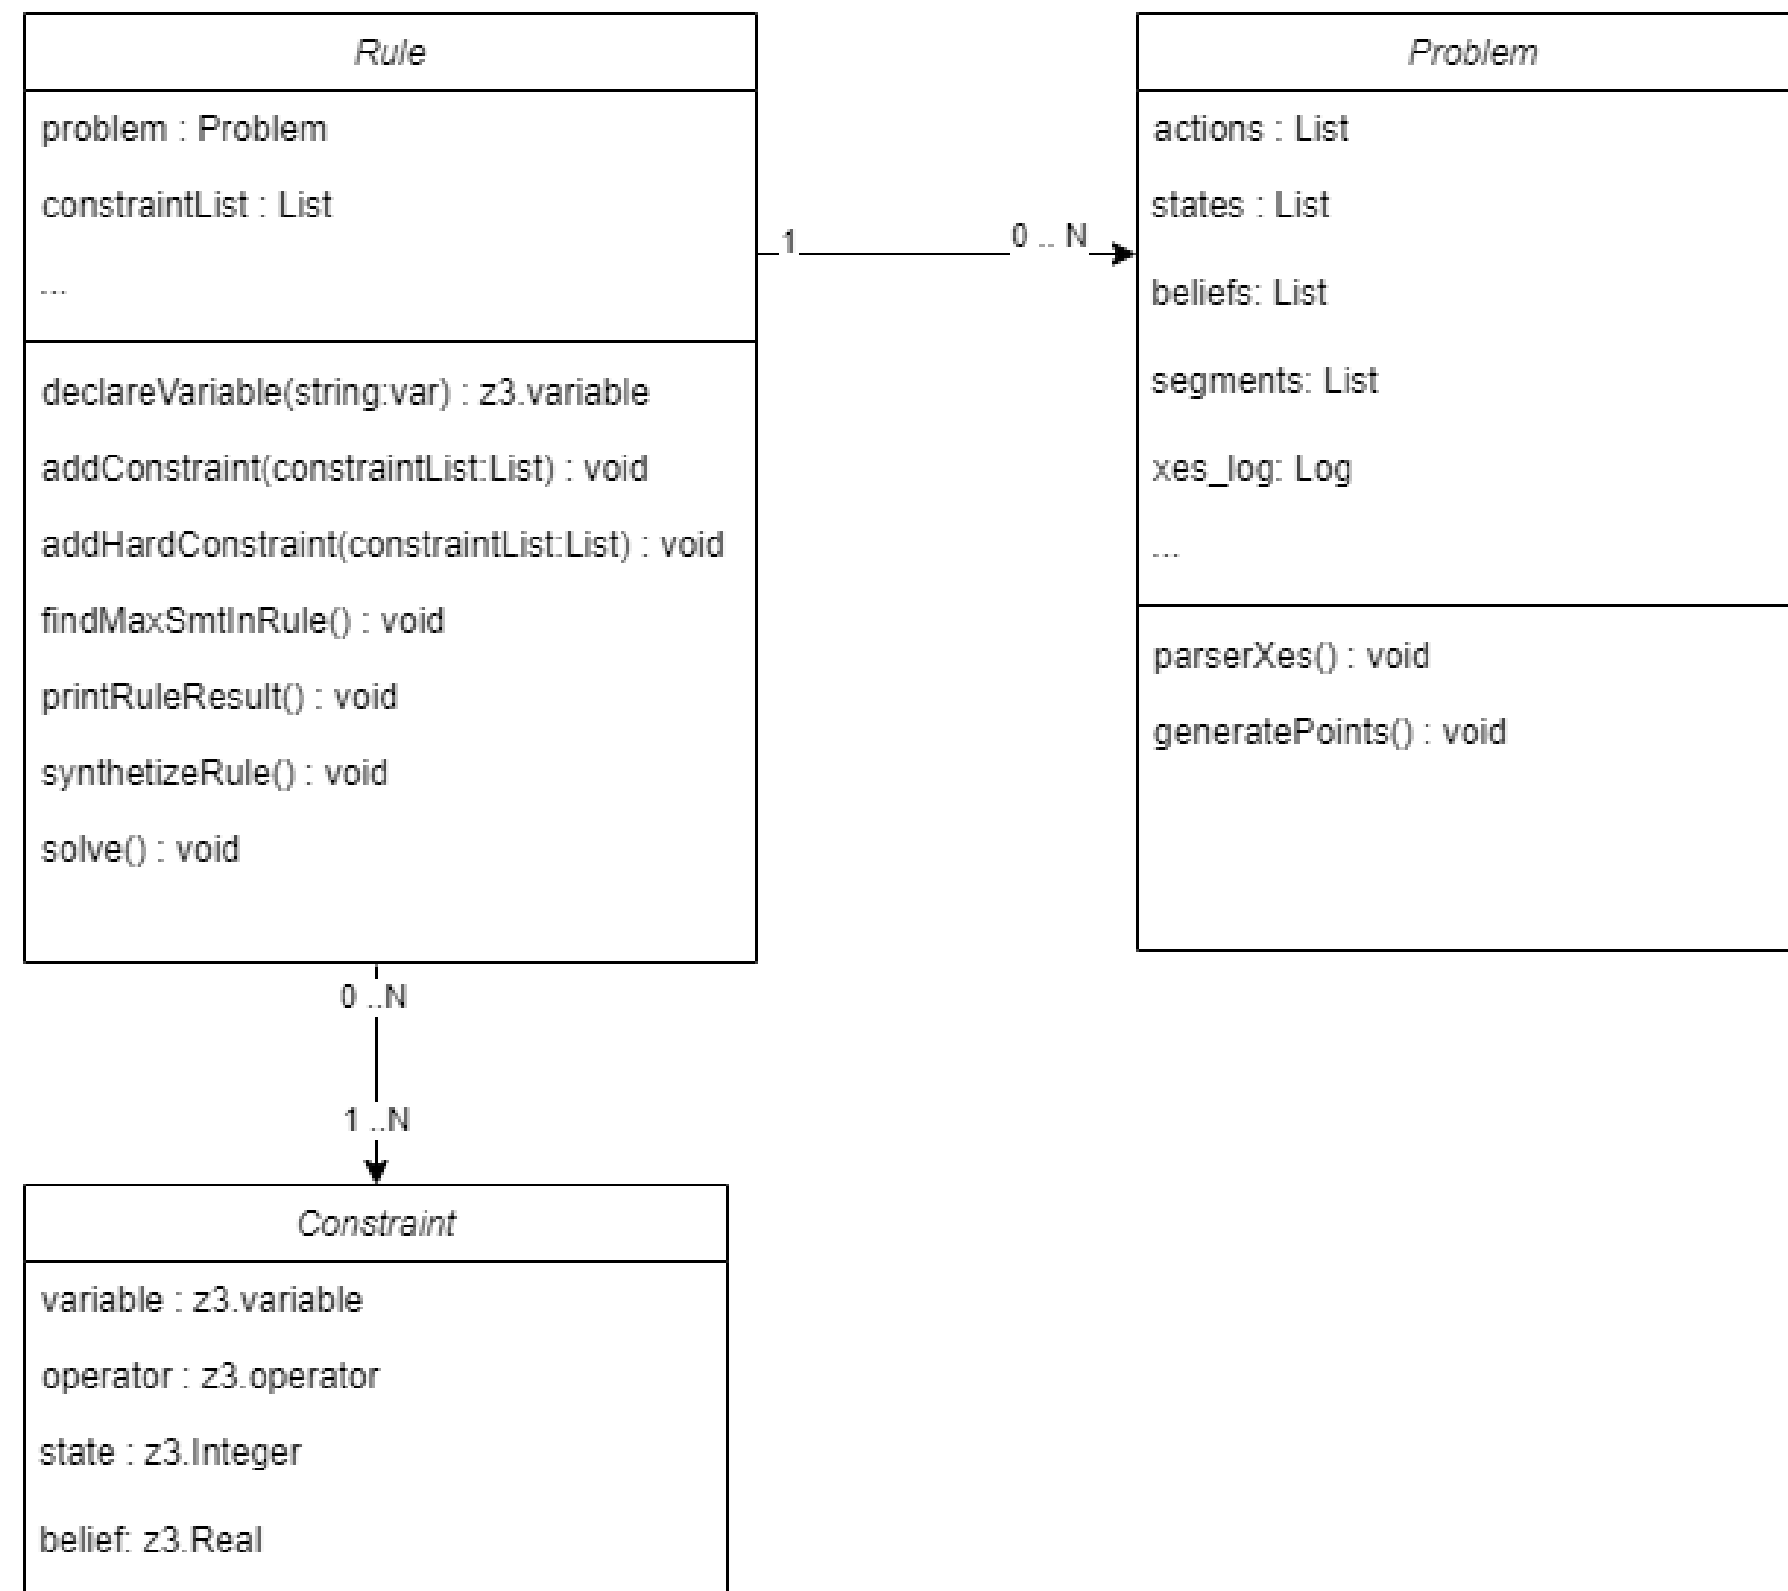 Rule
problem : Problem
constraintList : List
...
declareVariable(string:var) : z3.variable
addConstraint(constraintList:List) : void
addHardConstraint(constraintList:List) : void
findMaxSmtInRule() : void
printRuleResult() : void
synthetizeRule() : void
solve() : void
1
0 .. N
Problem
actions : List
states : List
beliefs: List
segments: List
xes_log: Log
...
parserXes() : void
generatePoints() : void
0 ..N
1 ..N
Constraint
variable : z3.variable
operator : z3.operator
state : z3.Integer
belief: z3.Real